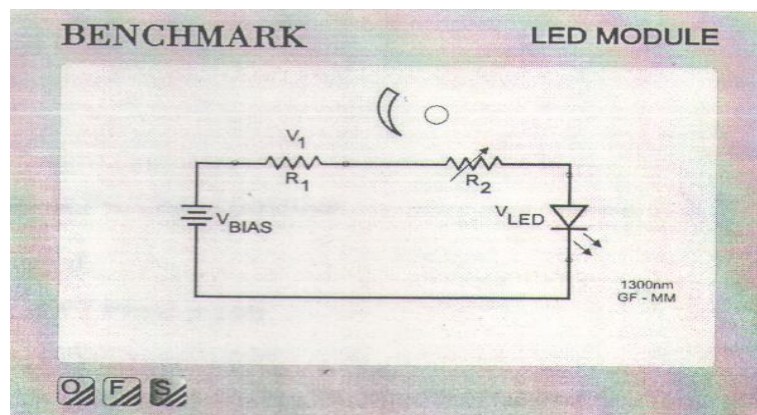 BENCHMARK
LED MODULE
V1
R1
R2
VBIAS
VLED
1300nm
GF - MM
O F S